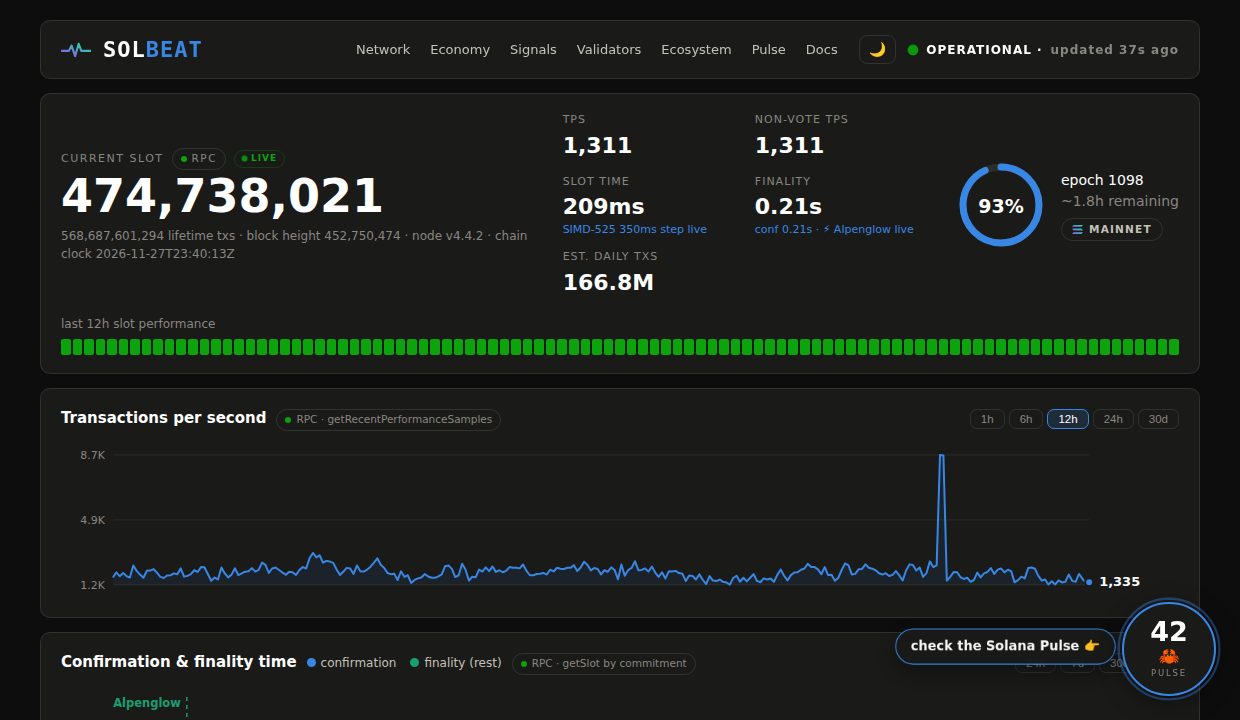 SOLBEAT
Network Economy Signals Validators Ecosystem Pulse Docs
OPERATIONAL · updated 37s ago
CURRENT SLOT RPC LIVE
474,738,021
568,687,601,294 lifetime txs · block height 452,750,474 · node v4.4.2 · chain
clock 2026-11-27T23:40:13Z
TPS
1,311
NON-VOTE TPS
1,311
SLOT TIME
209ms
SIMD-525 350ms step live
FINALITY
0.21s
conf 0.21s · ⚡ Alpenglow live
EST. DAILY TXS
166.8M
93%
epoch 1098
~1.8h remaining
MAINNET
last 12h slot performance
Transactions per second RPC · getRecentPerformanceSamples
1h 6h 12h 24h 30d
8.7K
4.9K
1.2K
1,335
Confirmation & finality time confirmation finality (rest) RPC · getSlot by commitment
check the Solana Pulse 👉
42
PULSE
Alpenglow